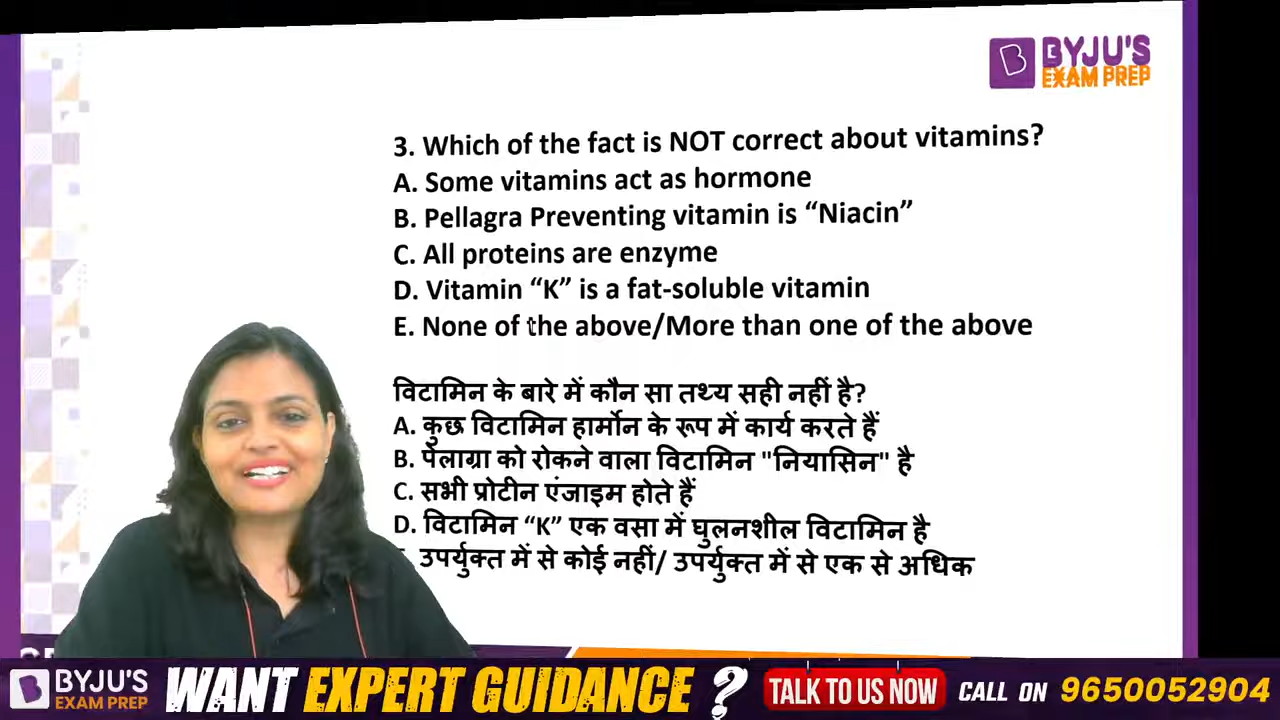 BYJU'S
EXAM PREP
3. Which of the fact is NOT correct about vitamins?
A. Some vitamins act as hormone
B. Pellagra Preventing vitamin is “Niacin”
C. All proteins are enzyme
D. Vitamin “K” is a fat-soluble vitamin
E. None of the above/More than one of the above
विटामिन के बारे में कौन सा तथ्य सही नहीं है?
A. कुछ विटामिन हार्मोन के रूप में कार्य करते हैं
B. पेलाग्रा को रोकने वाला विटामिन "नियासिन" है
C. सभी प्रोटीन एंजाइम होते हैं
D. विटामिन “K” एक वसा में घुलनशील विटामिन है
उपर्युक्त में से कोई नहीं/ उपर्युक्त में से एक से अधिक
BYJU'S
EXAM PREP
WANT EXPERT GUIDANCE ?
TALK TO US NOW
CALL ON 9650052904